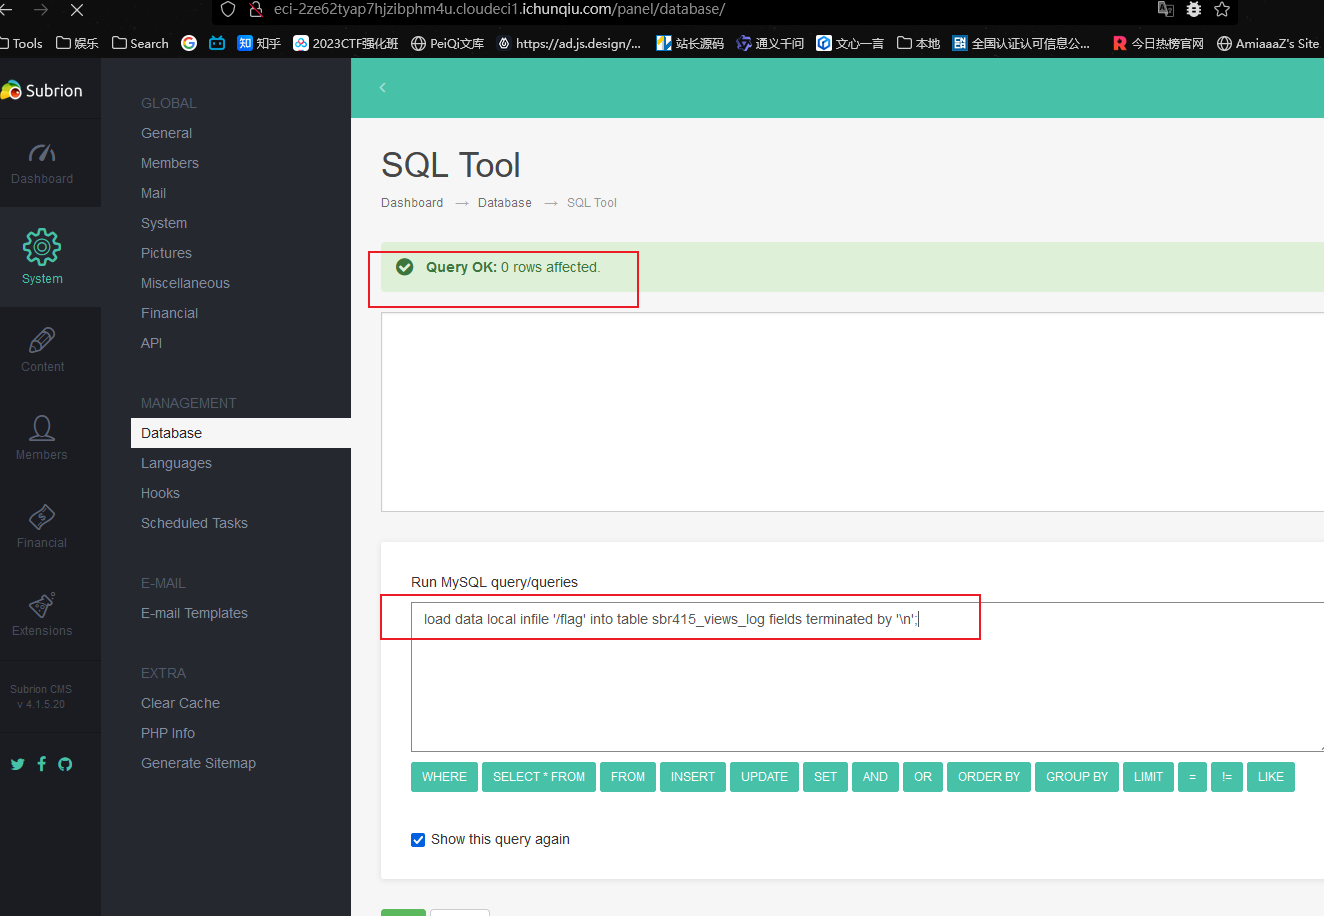 eci-2ze62tyap7hjzibphm4u.cloudeci1.ichunqiu.com/panel/database/
Tools 娱乐 Search 知 知乎 2023CTF强化班 PeiQi文库 https://ad.js.design/... 站长源码 通义千问 文心一言 本地 全国认证认可信息公... 今日热榜官网 AmiaaaZ's Site
Subrion
Dashboard
System
Content
Members
Financial
Extensions
Subrion CMS
v 4.1.5.20
GLOBAL
General
Members
Mail
System
Pictures
Miscellaneous
Financial
API
MANAGEMENT
Database
Languages
Hooks
Scheduled Tasks
E-MAIL
E-mail Templates
EXTRA
Clear Cache
PHP Info
Generate Sitemap
SQL Tool
Dashboard → Database → SQL Tool
Query OK: 0 rows affected.
Run MySQL query/queries
load data local infile '/flag' into table sbr415_views_log fields terminated by '\n';
WHERE SELECT * FROM FROM INSERT UPDATE SET AND OR ORDER BY GROUP BY LIMIT = != LIKE
Show this query again